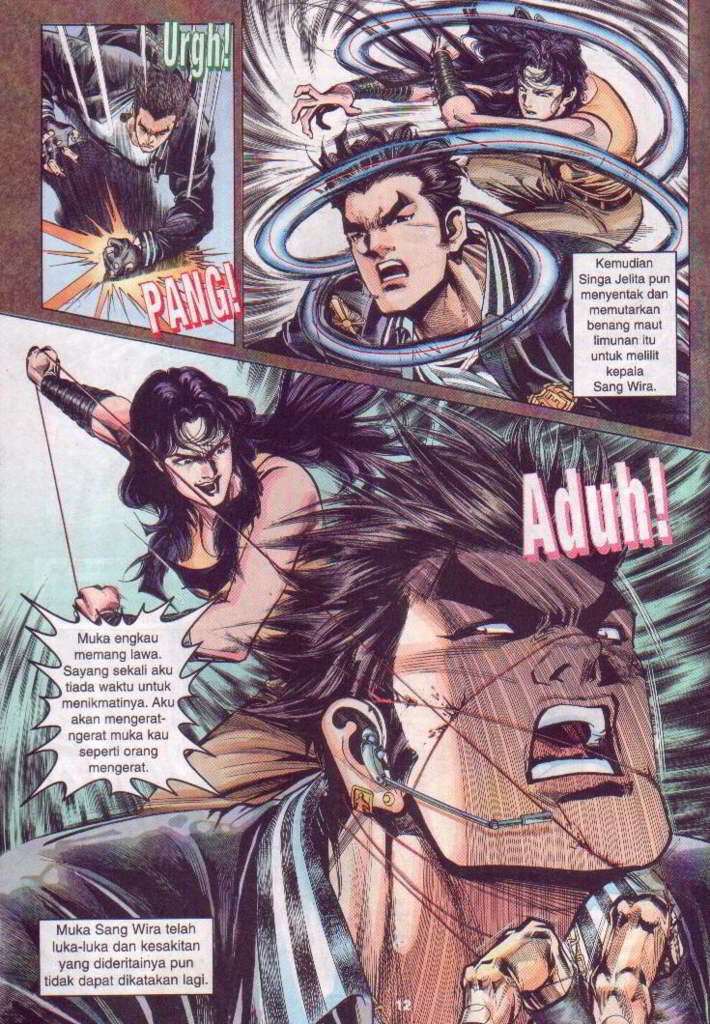 Urgh!
PANG!
Kemudian
Singa Jelita pun
menyentak dan
memutarkan
benang maut
limunan itu
untuk melilit
kepala
Sang Wira.
Aduh!
Muka engkau
memang lawa.
Sayang sekali aku
tiada waktu untuk
menikmatinya. Aku
akan mengerat-
ngerat muka kau
seperti orang
mengerat.
Muka Sang Wira telah
luka-luka dan kesakitan
yang dideritainya pun
tidak dapat dikatakan lagi.
12